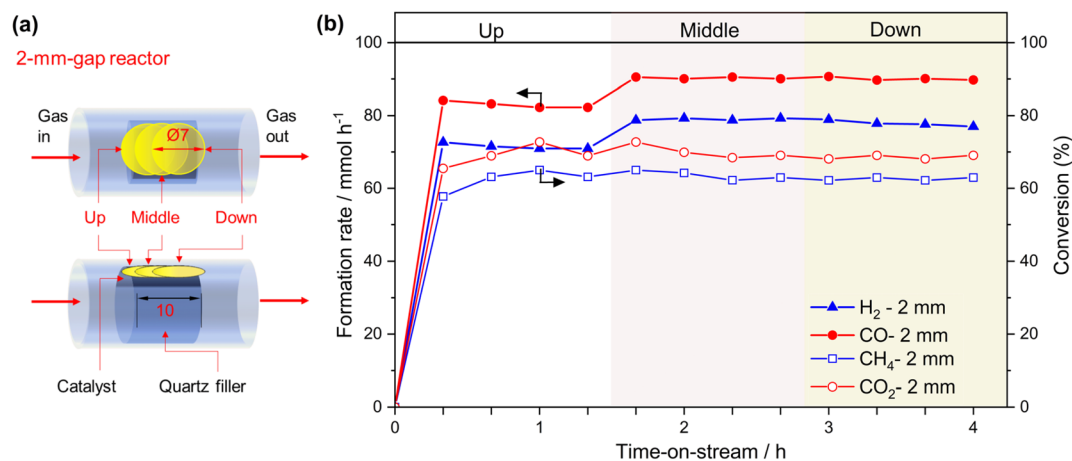 (a)
2-mm-gap reactor
Gas in
Gas out
Ø7
Up
Middle
Down
10
Catalyst
Quartz filler
(b)
Up
Middle
Down
100
80
60
40
20
0
Formation rate / mmol h⁻¹
100
80
60
40
20
0
Conversion (%)
H₂ - 2 mm
CO- 2 mm
CH₄- 2 mm
CO₂- 2 mm
0
1
2
3
4
Time-on-stream / h